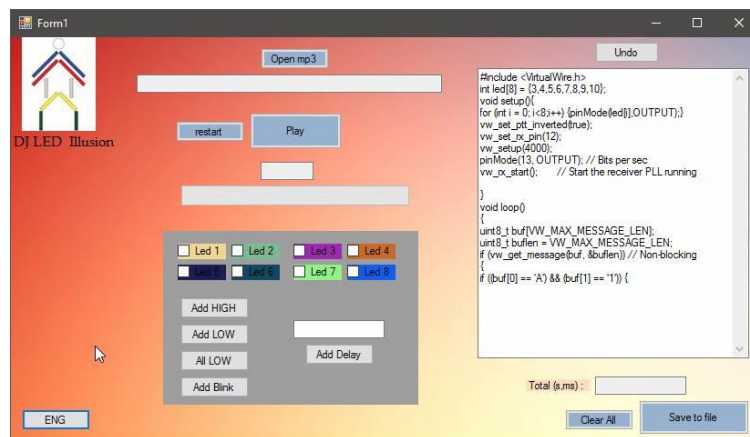 Form1
Open mp3
Undo
DJ LED Illusion
restart
Play
#include <VirtualWire.h>
int led[8] = {3,4,5,6,7,8,9,10};
void setup(){
for (int i = 0; i<8;i++) {pinMode(led[i],OUTPUT);}
vw_set_ptt_inverted(true);
vw_set_rx_pin(12);
vw_setup(4000);
pinMode(13, OUTPUT); // Bits per sec
vw_rx_start(); // Start the receiver PLL running
}
void loop()
{
uint8_t buf[VW_MAX_MESSAGE_LEN];
uint8_t buflen = VW_MAX_MESSAGE_LEN;
if (vw_get_message(buf, &buflen)) // Non-blocking
{
if ((buf[0] == 'A') && (buf[1] == '1')) {
Led 1 Led 2 Led 3 Led 4
Led 5 Led 6 Led 7 Led 8
Add HIGH
Add LOW
All LOW
Add Delay
Add Blink
Total (s,ms) :
ENG
Clear All
Save to file